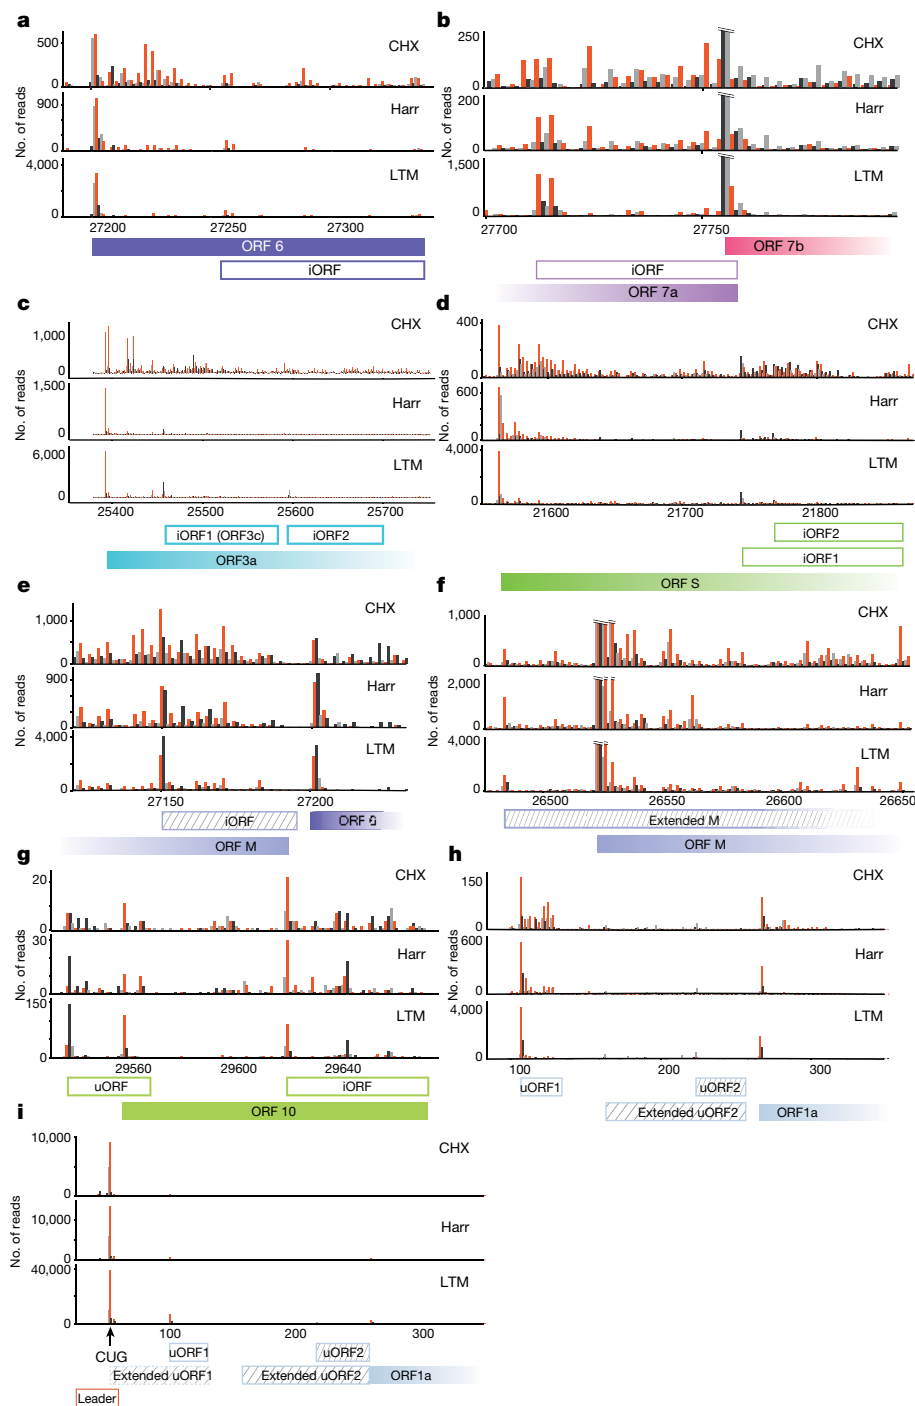 a
500
CHX
0
900
Harr
0
4,000
LTM
0
No. of reads
27200
27250
27300
ORF 6
iORF
b
250
CHX
0
200
Harr
0
1,500
LTM
0
No. of reads
27700
27750
ORF 7b
iORF
ORF 7a
c
CHX
1,000
0
1,500
Harr
0
6,000
LTM
0
No. of reads
25400
25500
25600
25700
iORF1 (ORF3c)
iORF2
ORF3a
d
400
CHX
0
600
Harr
0
4,000
LTM
0
No. of reads
21600
21700
21800
iORF2
iORF1
ORF S
e
CHX
1,000
0
900
Harr
0
4,000
LTM
0
No. of reads
27150
27200
iORF
ORF 6
ORF M
f
1,000
CHX
0
2,000
Harr
0
4,000
LTM
0
No. of reads
26500
26550
26600
26650
Extended M
ORF M
g
20
CHX
0
30
Harr
0
150
LTM
0
No. of reads
29560
29600
29640
uORF
iORF
ORF 10
h
150
CHX
0
600
Harr
0
4,000
LTM
0
No. of reads
100
200
300
uORF1
uORF2
Extended uORF2
ORF1a
i
10,000
CHX
0
10,000
Harr
0
40,000
LTM
0
No. of reads
100
200
300
CUG
uORF1
uORF2
Extended uORF1
Extended uORF2
ORF1a
Leader